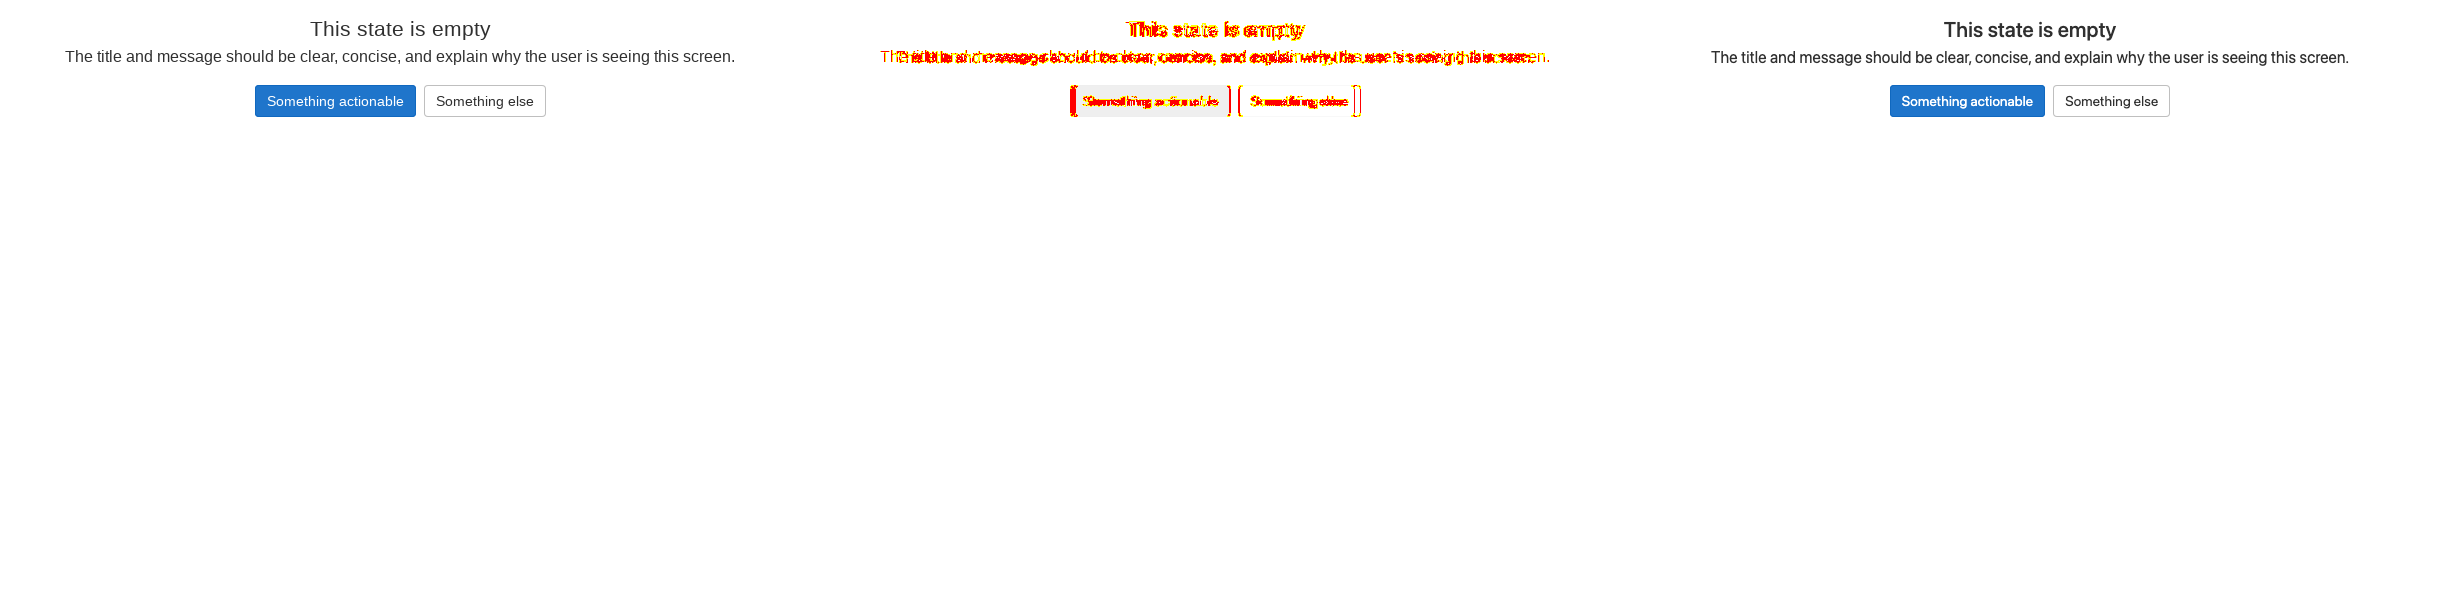 This state is empty
The title and message should be clear, concise, and explain why the user is seeing this screen.
Something actionable Something else
This state is empty
The title and message should be clear, concise, and explain why the user is seeing this screen.
Something actionable Something else
This state is empty
The title and message should be clear, concise, and explain why the user is seeing this screen.
Something actionable Something else